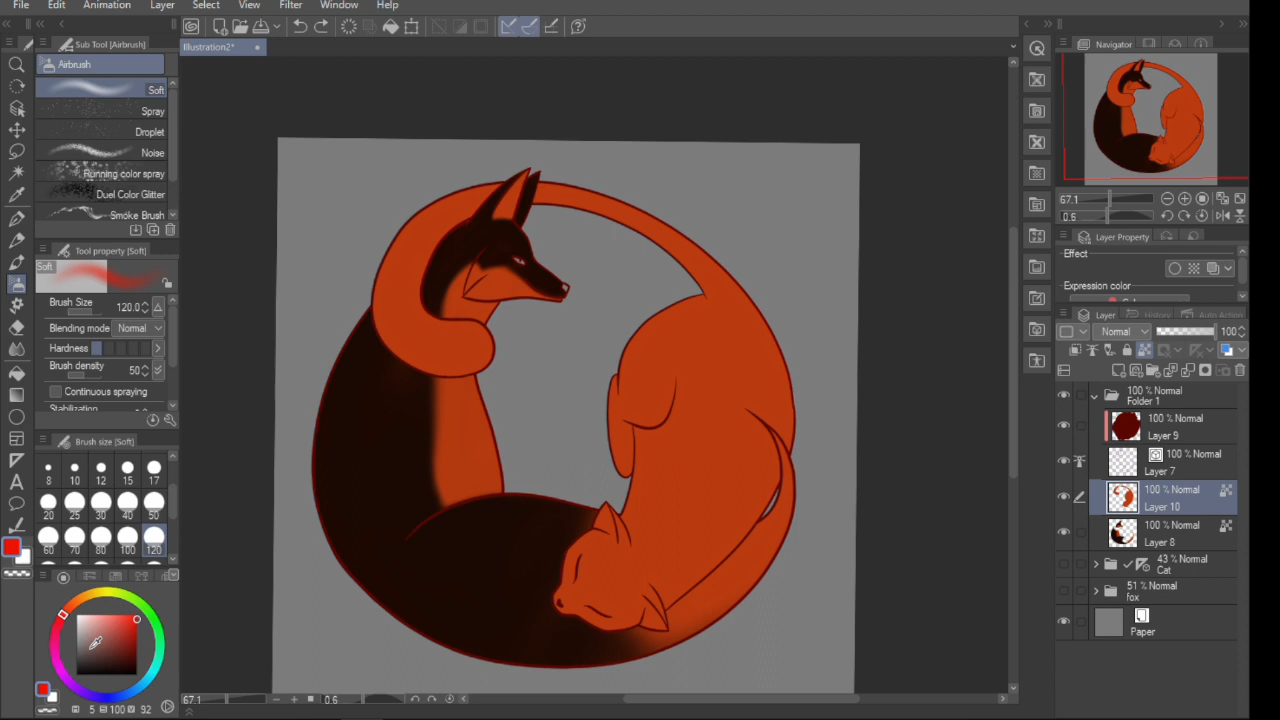 File Edit Animation Layer Select View Filter Window Help
Sub Tool [Airbrush]
Airbrush
Soft
Spray
Droplet
Noise
Running color spray
Duel Color Glitter
Smoke Brush
Tool property [Soft]
Soft
Brush Size 120.0
Blending mode Normal
Hardness
Brush density 50
Continuous spraying
Stabilization
Brush size [Soft]
8 10 12 15 17
20 25 30 40 50
60 70 80 100 120
5 100 92
Illustration2*
67.1 0.6
Navigator
67.1
0.6
Layer Property
Effect
Expression color
Layer History Auto Action
Normal 100
100 % Normal
Folder 1
100 % Normal
Layer 9
100 % Normal
Layer 7
100 % Normal
Layer 10
100 % Normal
Layer 8
43 % Normal
Cat
51 % Normal
fox
Paper